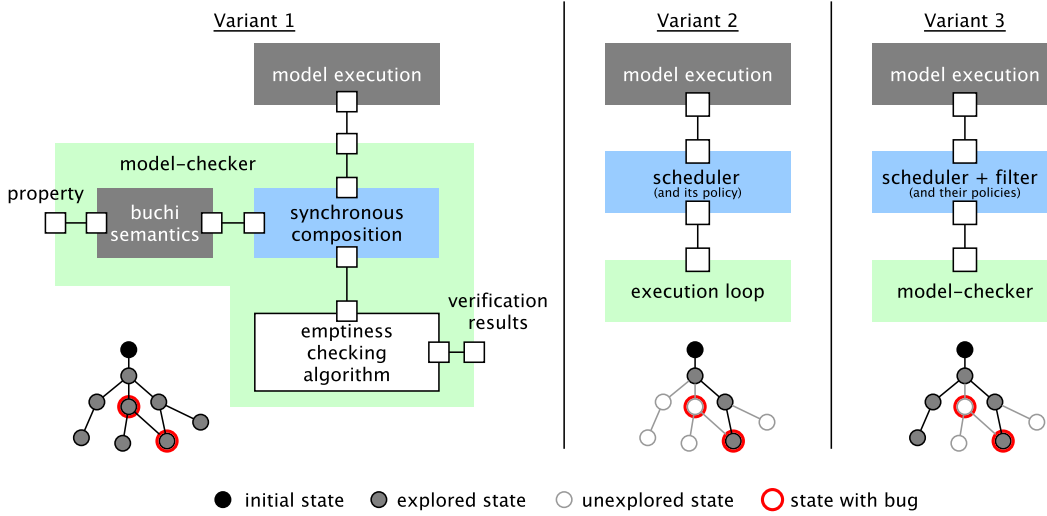 Variant 1
model execution
model-checker
property
buchi
semantics
synchronous
composition
verification
results
emptiness
checking
algorithm
Variant 2
model execution
scheduler
(and its policy)
execution loop
Variant 3
model execution
scheduler + filter
(and their policies)
model-checker
initial state
explored state
unexplored state
state with bug